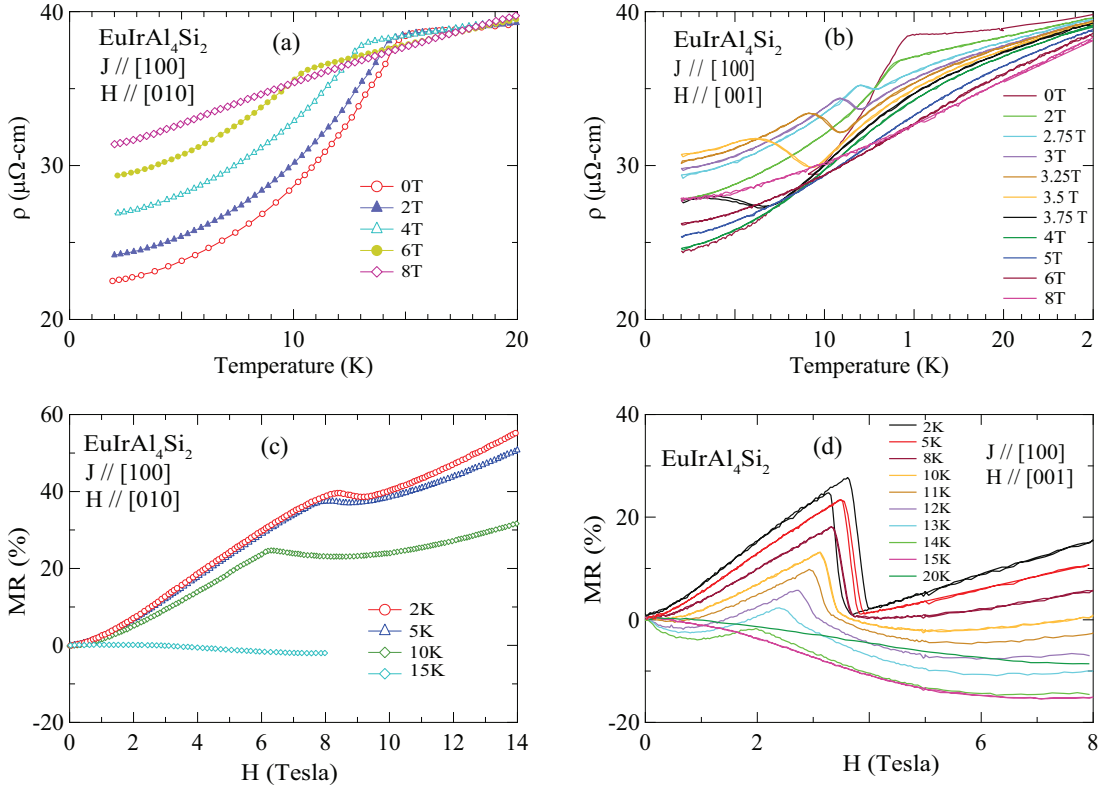 EuIrAl4Si2
J // [100]
H // [010]
(a)
0T
2T
4T
6T
8T
40
30
20
ρ (μΩ-cm)
0
10
20
Temperature (K)
EuIrAl4Si2
J // [100]
H // [001]
(b)
0T
2T
2.75 T
3T
3.25T
3.5 T
3.75 T
4T
5T
6T
8T
40
30
20
ρ (μΩ-cm)
0
10
1
20
2
Temperature (K)
EuIrAl4Si2
J // [100]
H // [010]
(c)
2K
5K
10K
15K
60
40
20
0
-20
MR (%)
0
2
4
6
8
10
12
14
H (Tesla)
EuIrAl4Si2
(d)
J // [100]
H // [001]
2K
5K
8K
10K
11K
12K
13K
14K
15K
20K
40
20
0
-20
MR (%)
0
2
4
6
8
H (Tesla)